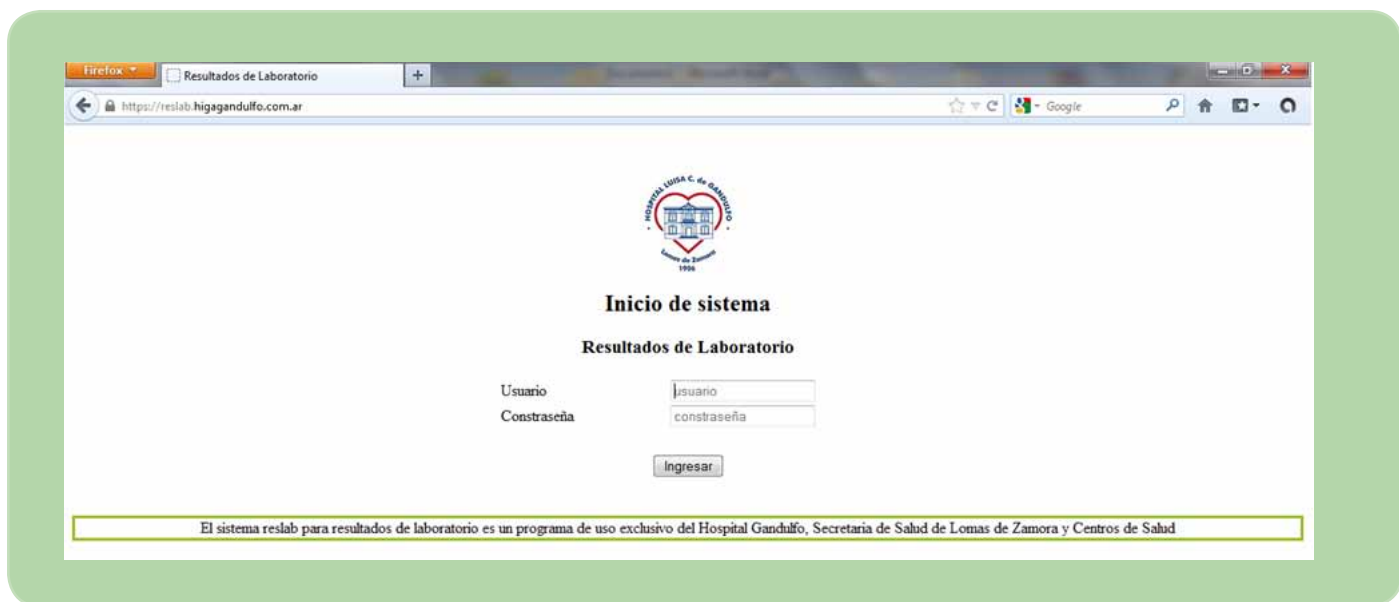 Firefox
Resultados de Laboratorio
https://reslab.higagandulfo.com.ar
Google
HOSPITAL LUISA C. de GANDULFO
Lomas de Zamora
1906
Inicio de sistema
Resultados de Laboratorio
Usuario
usuario
Constraseña
constraseña
Ingresar
El sistema reslab para resultados de laboratorio es un programa de uso exclusivo del Hospital Gandulfo, Secretaria de Salud de Lomas de Zamora y Centros de Salud